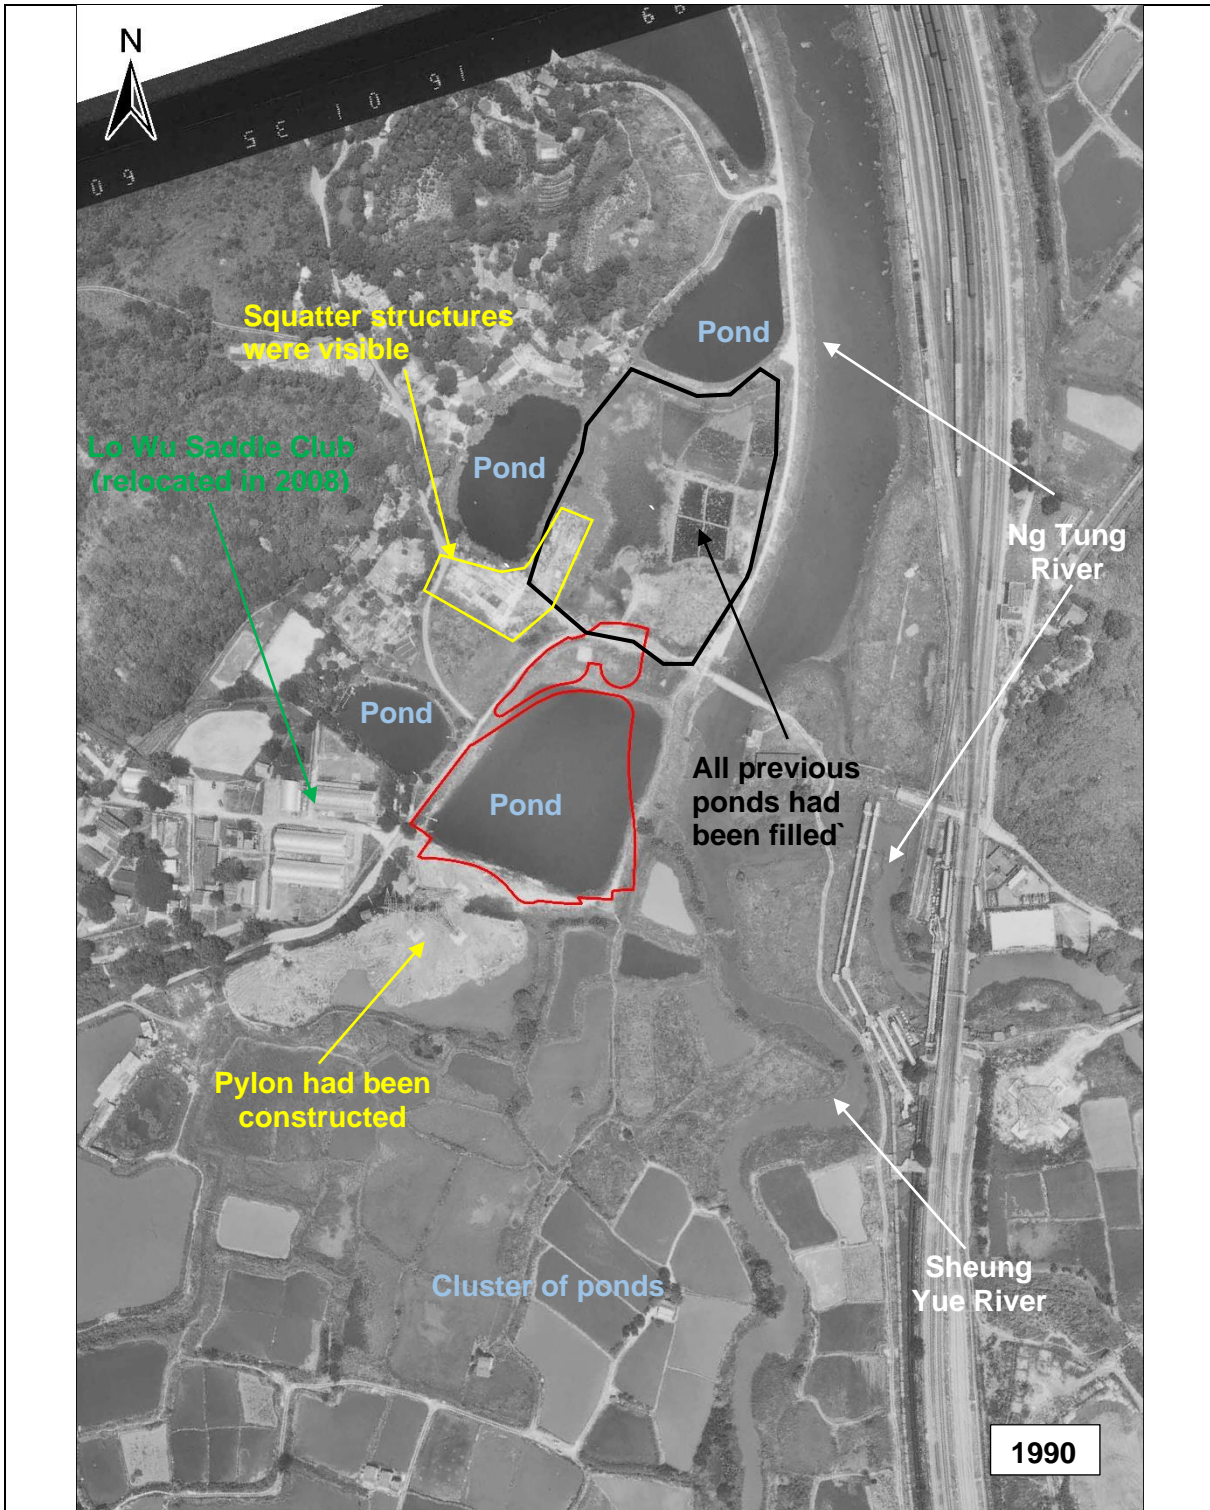 N
Squatter structures
were visible
Pond
Lo Wu Saddle Club
(relocated in 2008)
Pond
Ng Tung
River
Pond
All previous
ponds had
been filled`
Pond
Pylon had been
constructed
Sheung
Yue River
Cluster of ponds
1990